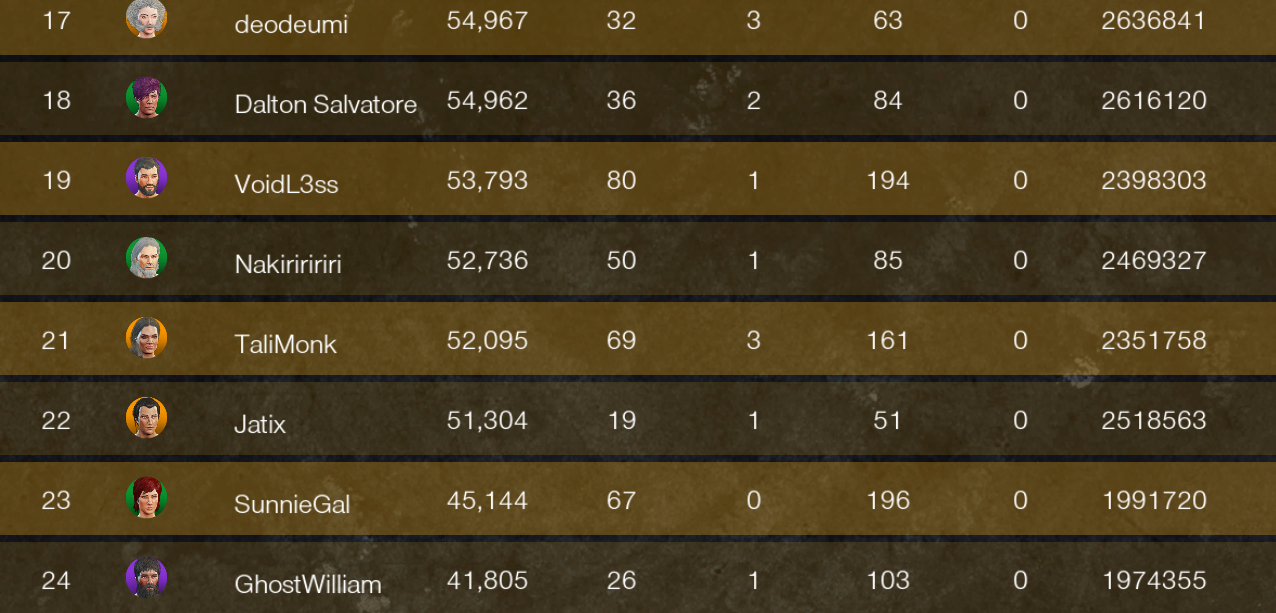 17 deodeumi 54,967 32 3 63 0 2636841
18 Dalton Salvatore 54,962 36 2 84 0 2616120
19 VoidL3ss 53,793 80 1 194 0 2398303
20 Nakiriririri 52,736 50 1 85 0 2469327
21 TaliMonk 52,095 69 3 161 0 2351758
22 Jatix 51,304 19 1 51 0 2518563
23 SunnieGal 45,144 67 0 196 0 1991720
24 GhostWilliam 41,805 26 1 103 0 1974355